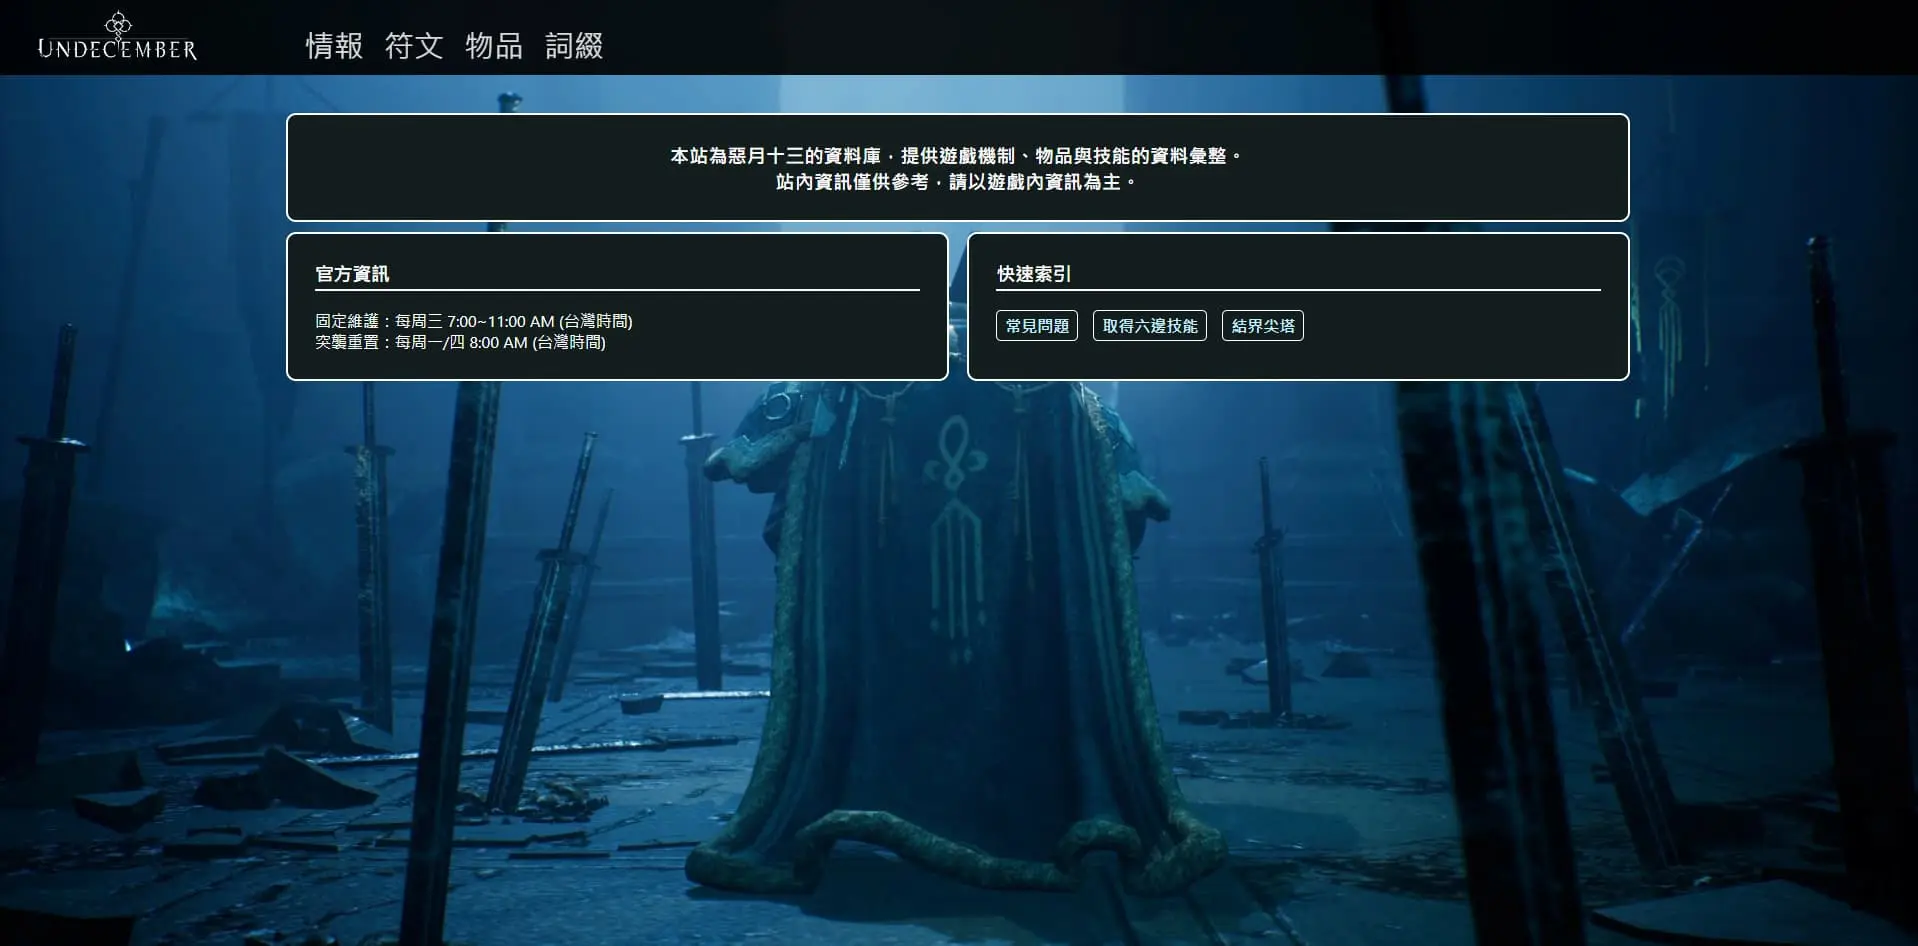 UNDECEMBER
情報 符文 物品 詞綴
本站為惡月十三的資料庫，提供遊戲機制、物品與技能的資料彙整。
站內資訊僅供參考，請以遊戲內資訊為主。
官方資訊
固定維護：每周三 7:00~11:00 AM (台灣時間)
突襲重置：每周一/四 8:00 AM (台灣時間)
快速索引
常見問題 取得六邊技能 結界尖塔